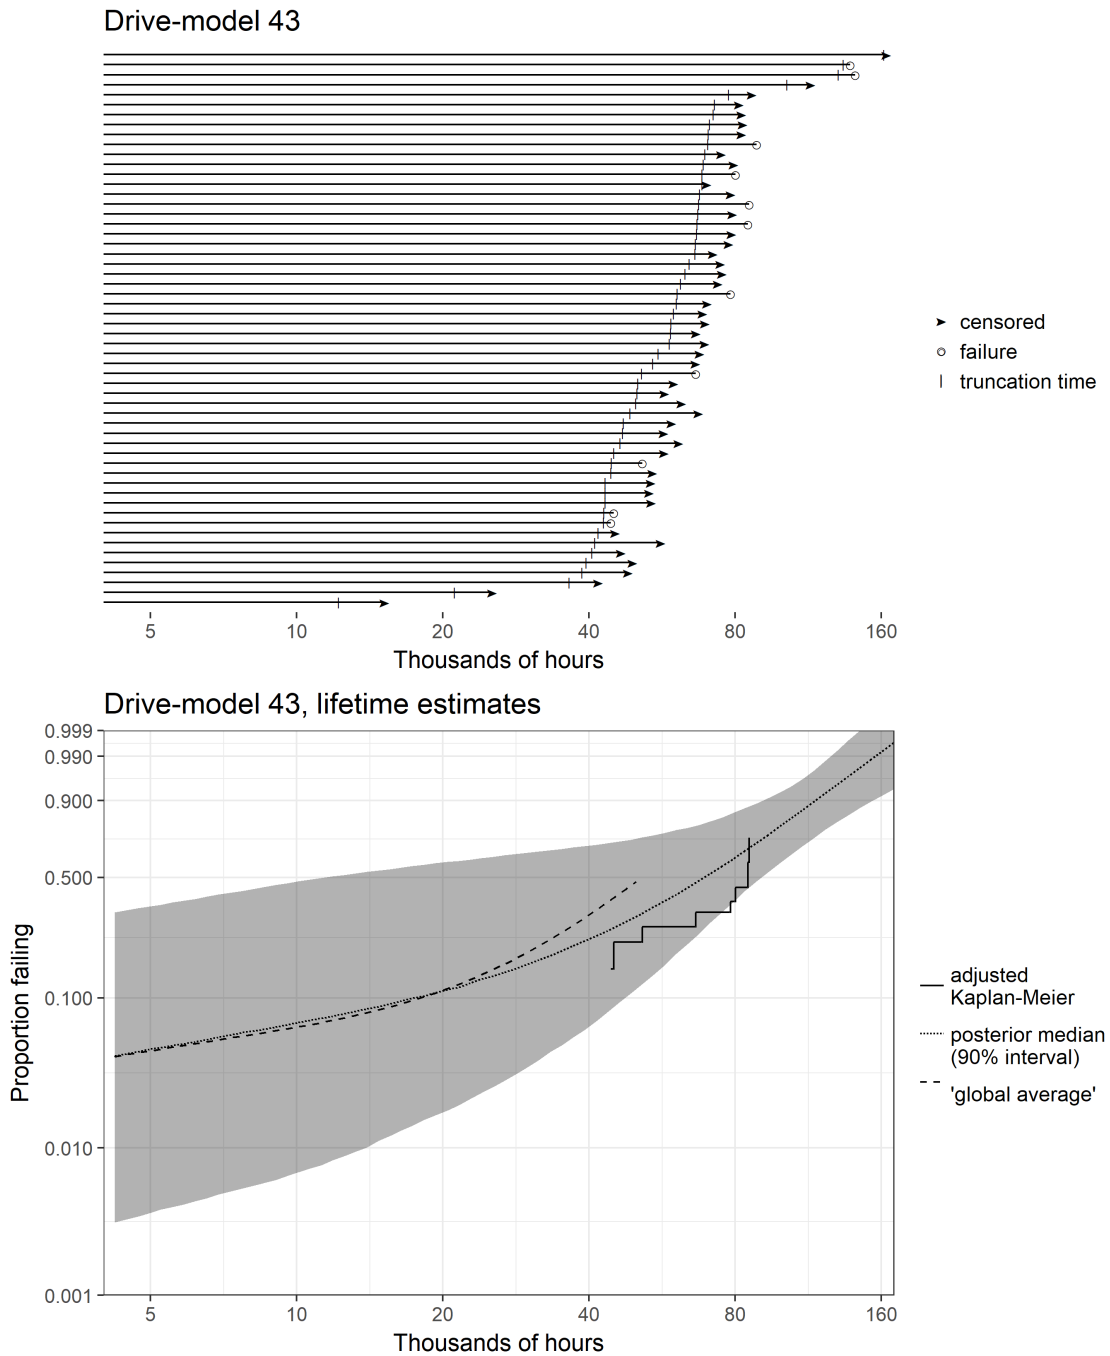 Drive-model 43
censored
failure
truncation time
5 10 20 40 80 160
Thousands of hours
Drive-model 43, lifetime estimates
0.999
0.990
0.900
0.500
0.100
0.010
0.001
Proportion failing
adjusted
Kaplan-Meier
posterior median
(90% interval)
'global average'
5 10 20 40 80 160
Thousands of hours